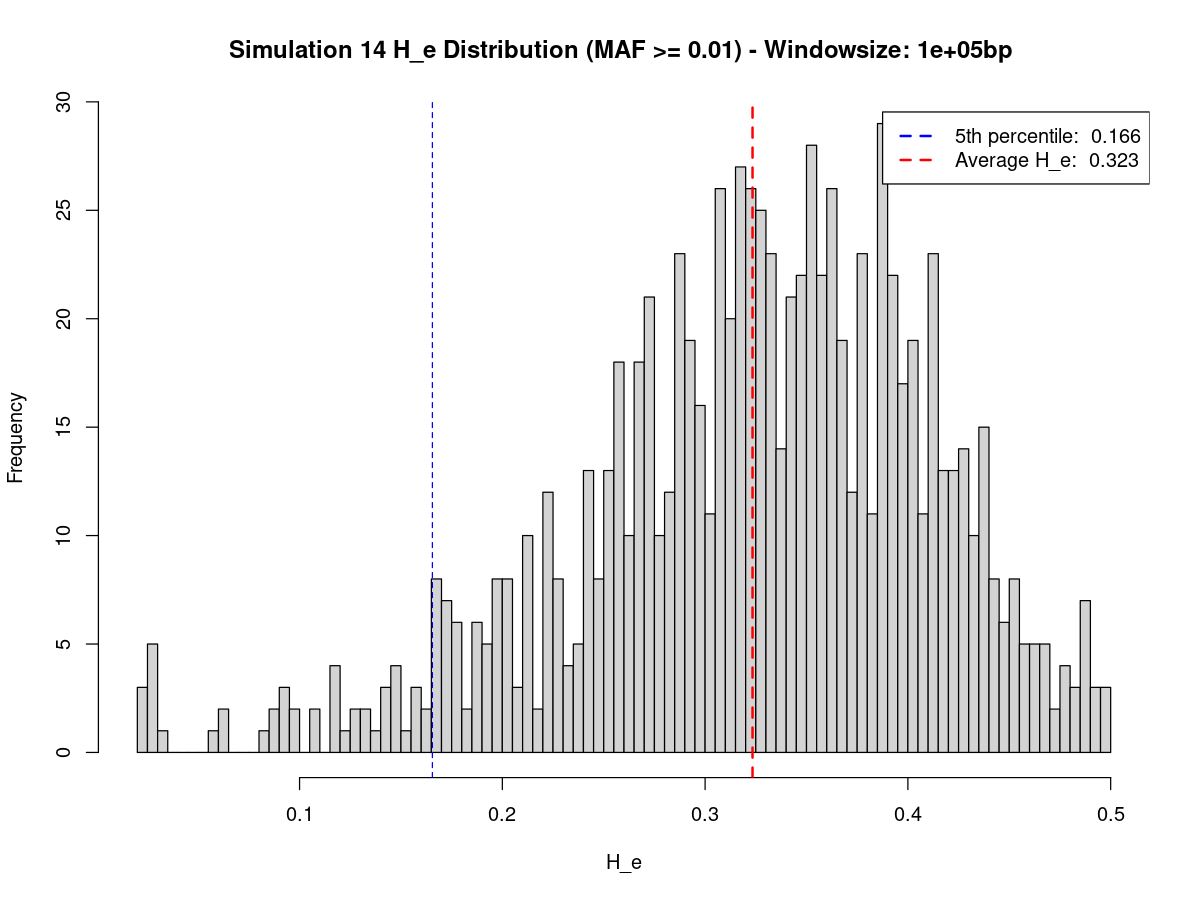 Simulation 14 H_e Distribution (MAF >= 0.01) - Windowsize: 1e+05bp
5th percentile:  0.166
Average H_e:  0.323
Frequency
30
25
20
15
10
5
0
0.1
0.2
0.3
0.4
0.5
H_e